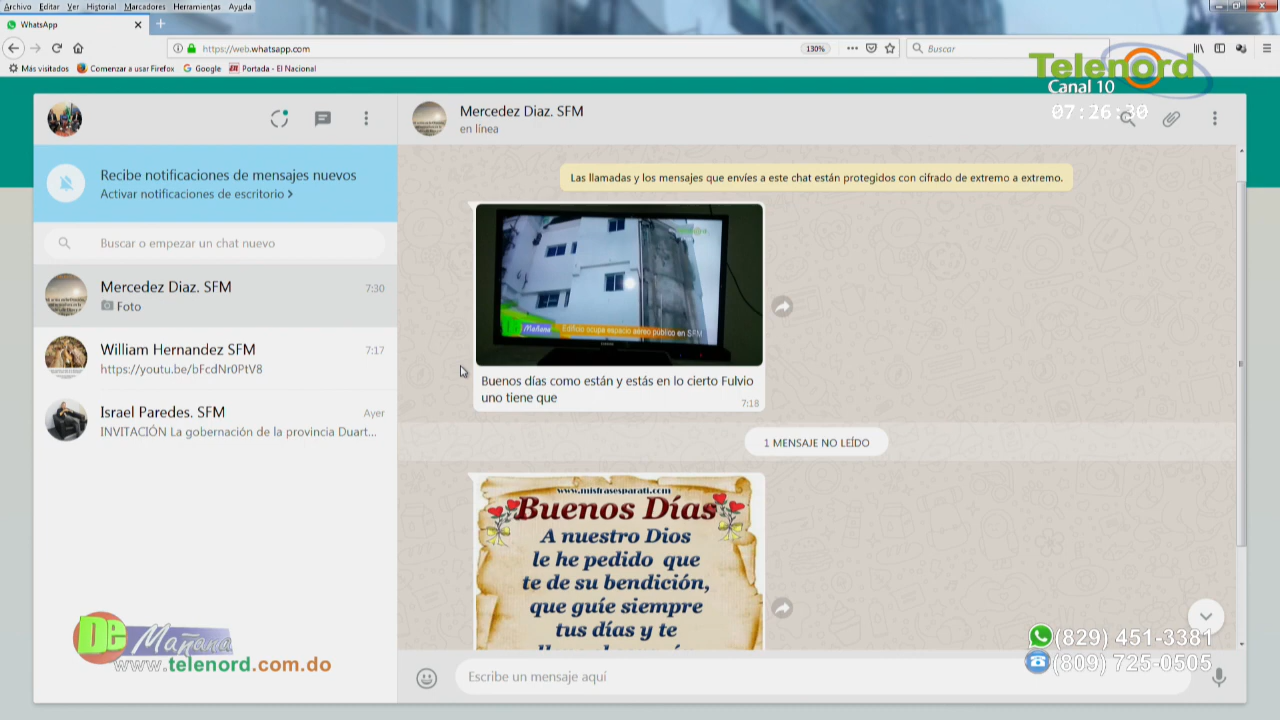 Archivo Editar Ver Historial Marcadores Herramientas Ayuda
WhatsApp
https://web.whatsapp.com
130%
Buscar
Más visitados
Comenzar a usar Firefox
Google
Portada - El Nacional
Telenord
Canal 10
07:26:30
Mercedez Diaz. SFM
en línea
Recibe notificaciones de mensajes nuevos
Activar notificaciones de escritorio >
Buscar o empezar un chat nuevo
Mercedez Diaz. SFM
7:30
Foto
William Hernandez SFM
7:17
https://youtu.be/bFcdNr0PtV8
Israel Paredes. SFM
Ayer
INVITACIÓN La gobernación de la provincia Duart...
Las llamadas y los mensajes que envíes a este chat están protegidos con cifrado de extremo a extremo.
Mañana
Edificio ocupa espacio aéreo público en SFM
Buenos días como están y estás en lo cierto Fulvio
uno tiene que
7:18
1 MENSAJE NO LEÍDO
www.misfrasesparati.com
Buenos Días
A nuestro Dios
le he pedido que
te de su bendición,
que guíe siempre
tus días y te
De Mañana
www.telenord.com.do
(829) 451-3381
(809) 725-0505
Escribe un mensaje aquí